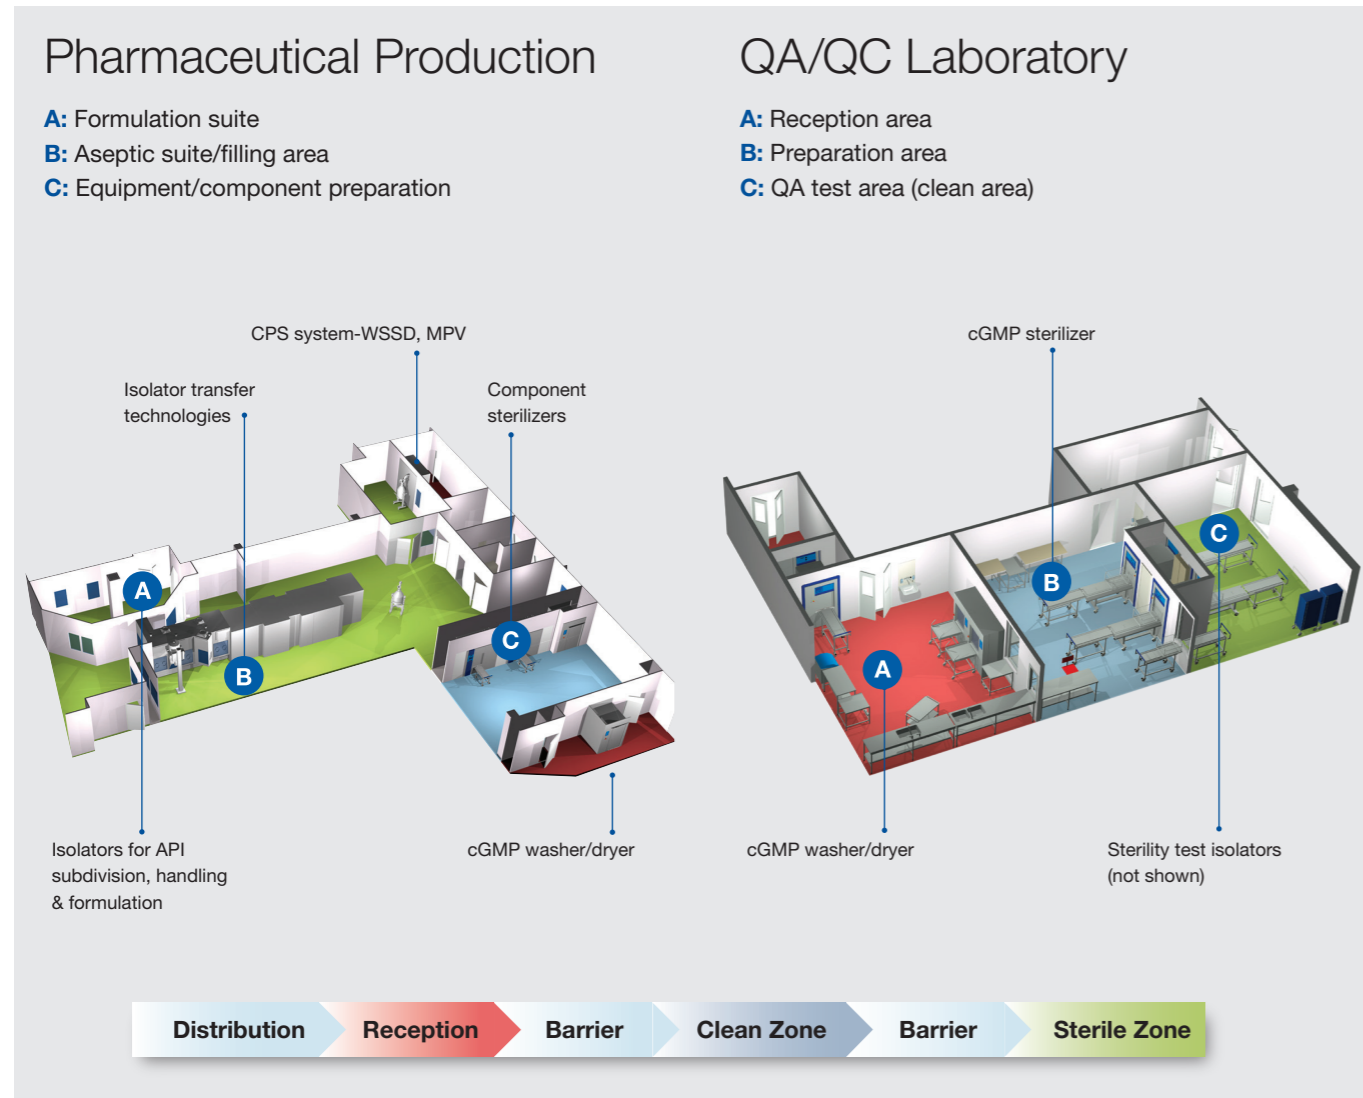 Pharmaceutical Production
A: Formulation suite
B: Aseptic suite/filling area
C: Equipment/component preparation
CPS system-WSSD, MPV
Isolator transfer
technologies
Component
sterilizers
A
B
C
Isolators for API
subdivision, handling
& formulation
cGMP washer/dryer
QA/QC Laboratory
A: Reception area
B: Preparation area
C: QA test area (clean area)
cGMP sterilizer
A
B
C
cGMP washer/dryer
Sterility test isolators
(not shown)
Distribution Reception Barrier Clean Zone Barrier Sterile Zone